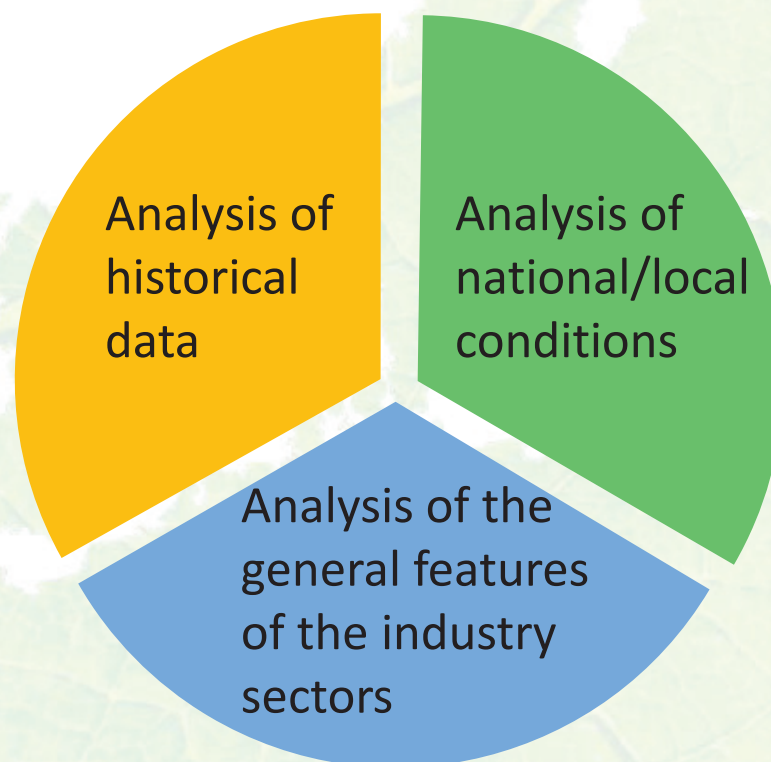 Analysis of
historical
data
Analysis of
national/local
conditions
Analysis of the
general features
of the industry
sectors